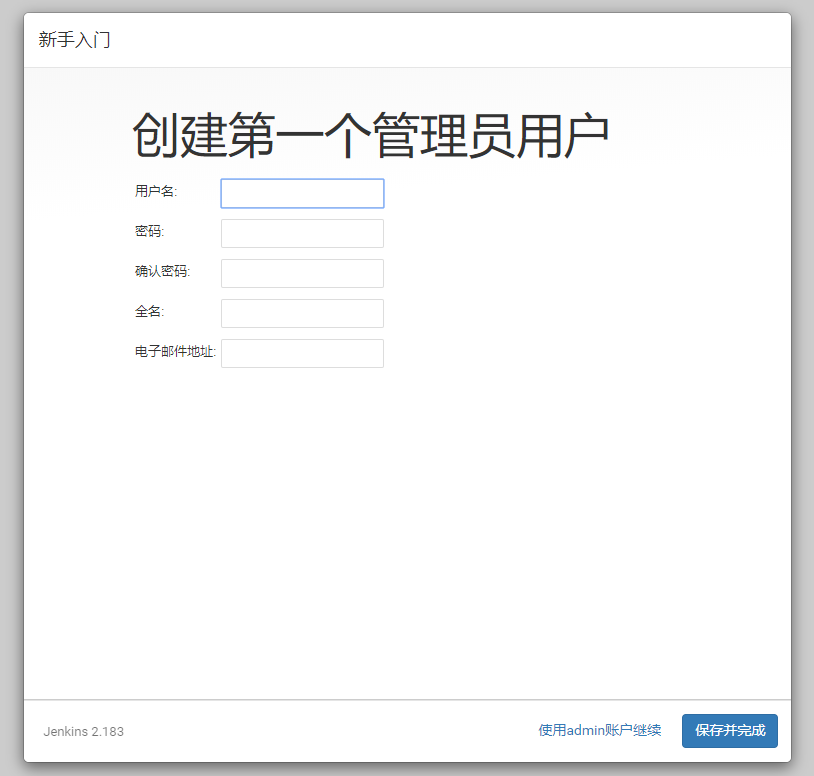 新手入门
创建第一个管理员用户
用户名:
密码:
确认密码:
全名:
电子邮件地址:
Jenkins 2.183
使用admin账户继续
保存并完成